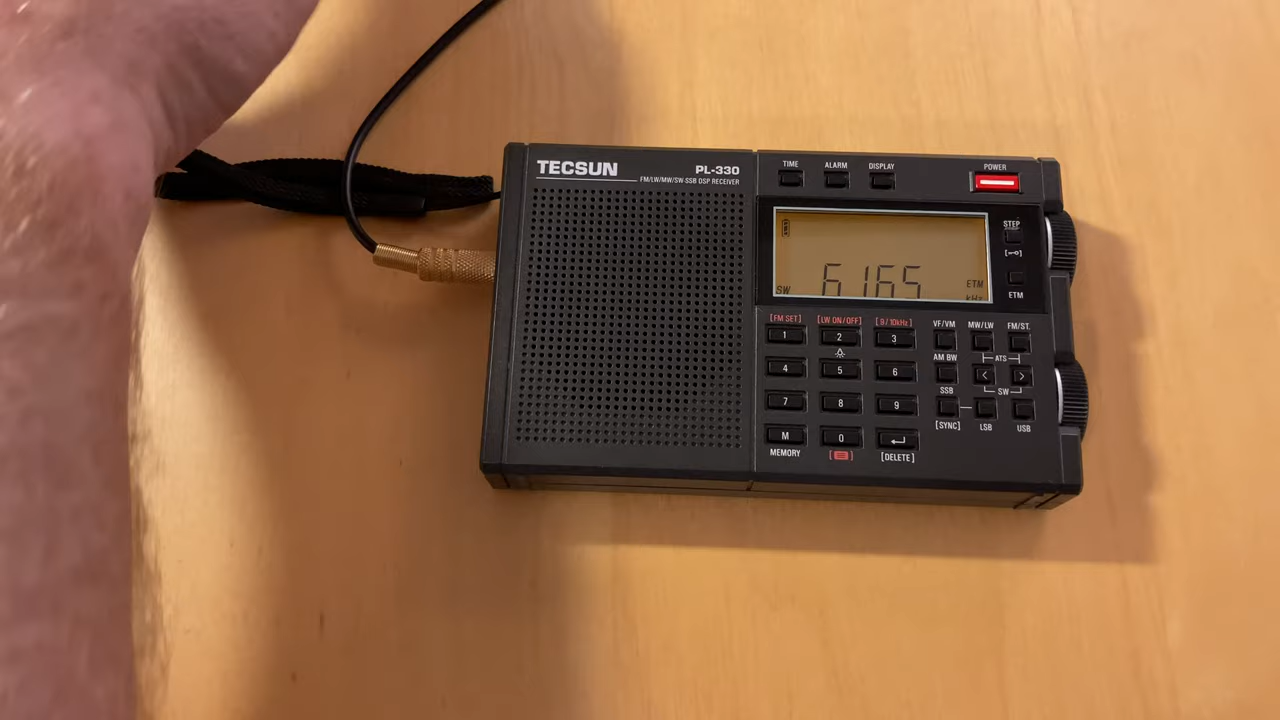 TECSUN
PL-330
FM/LW/MW/SW-SSB DSP RECEIVER
TIME ALARM DISPLAY POWER
STEP
ETM
SW 6165 ETM
kHz
[FM SET] [LW ON/OFF] [9/10kHz] VF/VM MW/LW FM/ST.
1 2 3
AM BW ATS
4 5 6 < >
SSB SW
7 8 9
[SYNC] LSB USB
M 0
MEMORY [DELETE]